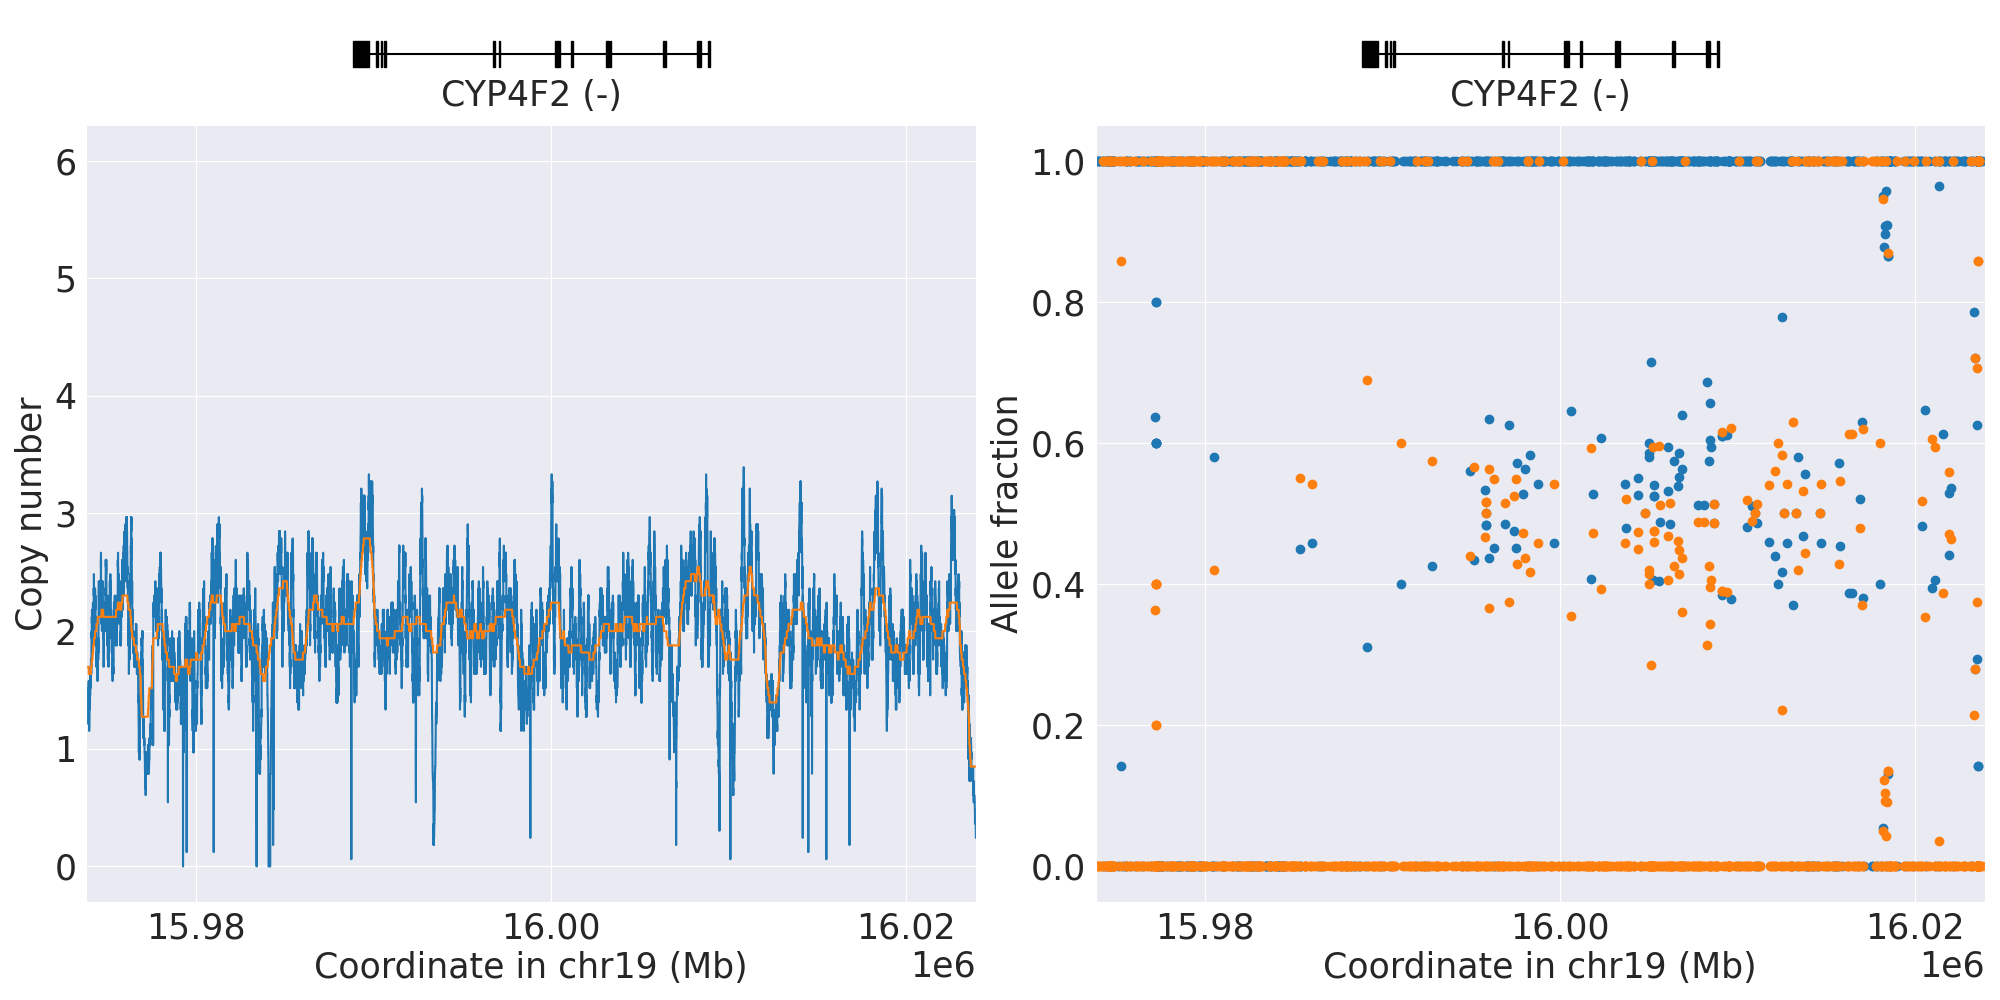 CYP4F2 (-)
Copy number
6
5
4
3
2
1
0
15.98
16.00
16.02
Coordinate in chr19 (Mb)
1e6
CYP4F2 (-)
Allele fraction
1.0
0.8
0.6
0.4
0.2
0.0
15.98
16.00
16.02
Coordinate in chr19 (Mb)
1e6